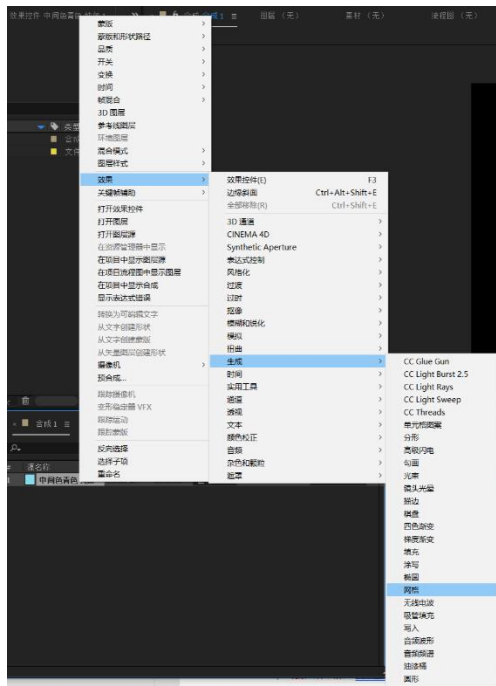 效果控件 中间色青色
合成 合成 1
图层 （无）
素材 （无）
流程图 （无）
蒙版
蒙版和形状路径
品质
开关
变换
时间
帧混合
3D 图层
参考线图层
环境图层
混合模式
图层样式
效果
关键帧辅助
打开效果控件
打开图层
打开图层源
在资源管理器中显示
在项目中显示图层源
在项目流程图中显示图层
在项目中显示合成
显示表达式错误
转换为可编辑文字
从文字创建形状
从文字创建蒙版
从矢量图层创建形状
摄像机
预合成...
跟踪摄像机
变形稳定器 VFX
跟踪运动
跟踪蒙版
反向选择
选择子项
重命名
类型
合成
文件
合成 1
源名称
1 中间色青色
效果控件(E) F3
边缘斜面 Ctrl+Alt+Shift+E
全部移除(R) Ctrl+Shift+E
3D 通道
CINEMA 4D
Synthetic Aperture
表达式控制
风格化
过渡
过时
抠像
模糊和锐化
模拟
扭曲
生成
时间
实用工具
通道
透视
文本
颜色校正
音频
杂色和颗粒
遮罩
CC Glue Gun
CC Light Burst 2.5
CC Light Rays
CC Light Sweep
CC Threads
单元格图案
分形
高级闪电
勾画
光束
镜头光晕
描边
棋盘
四色渐变
梯度渐变
填充
涂写
椭圆
网格
无线电波
吸管填充
写入
音频波形
音频频谱
油漆桶
圆形